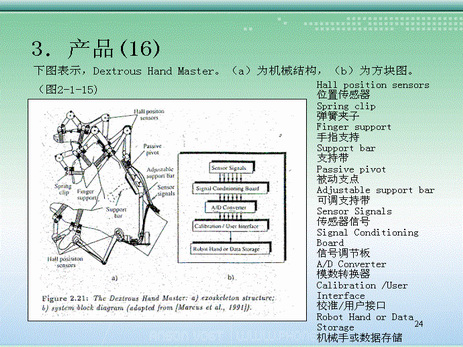 3. 产品(16)
下图表示,Dextrous Hand Master。(a)为机械结构,(b)为方块图。
(图2-1-15)
Hall position sensors
Passive pivot
Adjustable support bar
Sensor signals
Spring clip
Finger support
Support bar
Hall position sensors
a)
Sensor Signals
Signal Conditioning Board
A/D Converter
Calibration / User Interface
Robot Hand or Data Storage
b)
Figure 2.21: The Dextrous Hand Master: a) exoskeleton structure;
b) system block diagram (adapted from [Marcus et al., 1991]).
Hall position sensors
位置传感器
Spring clip
弹簧夹子
Finger support
手指支持
Support bar
支持带
Passive pivot
被动支点
Adjustable support bar
可调支持带
Sensor Signals
传感器信号
Signal Conditioning
Board
信号调节板
A/D Converter
模数转换器
Calibration /User
Interface
校准/用户接口
Robot Hand or Data
Storage
机械手或数据存储
24